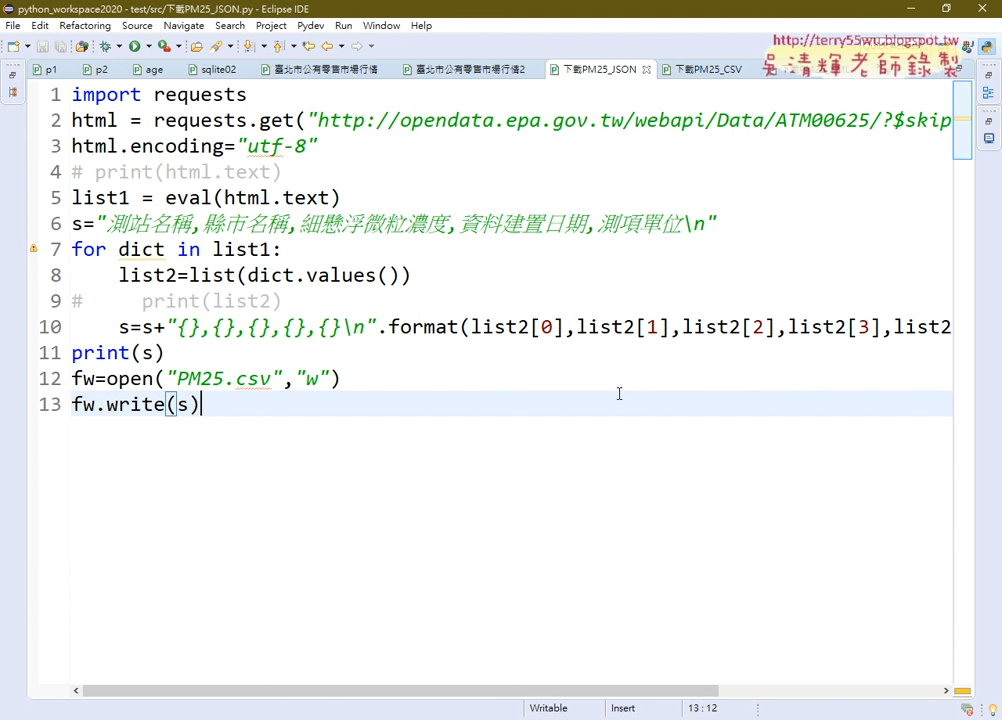 python_workspace2020 - test/src/下載PM25_JSON.py - Eclipse IDE
File Edit Refactoring Source Navigate Search Project Pydev Run Window Help
http://terry55wu.blogspot.tw
吳清輝老師錄製
p1 p2 age sqlite02 臺北市公有零售市場行情 臺北市公有零售市場行情2 下載PM25_JSON 下載PM25_CSV
1 import requests
2 html = requests.get("http://opendata.epa.gov.tw/webapi/Data/ATM00625/?$skip
3 html.encoding="utf-8"
4 # print(html.text)
5 list1 = eval(html.text)
6 s="測站名稱,縣市名稱,細懸浮微粒濃度,資料建置日期,測項單位\n"
7 for dict in list1:
8 list2=list(dict.values())
9 # print(list2)
10 s=s+"{},{},{},{},{}\n".format(list2[0],list2[1],list2[2],list2[3],list2
11 print(s)
12 fw=open("PM25.csv","w")
13 fw.write(s)
Writable Insert 13 : 12